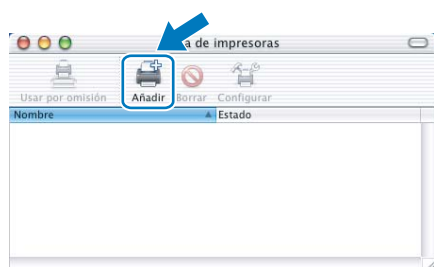 a de impresoras
Usar por omisión Añadir Borrar Configurar
Nombre Estado